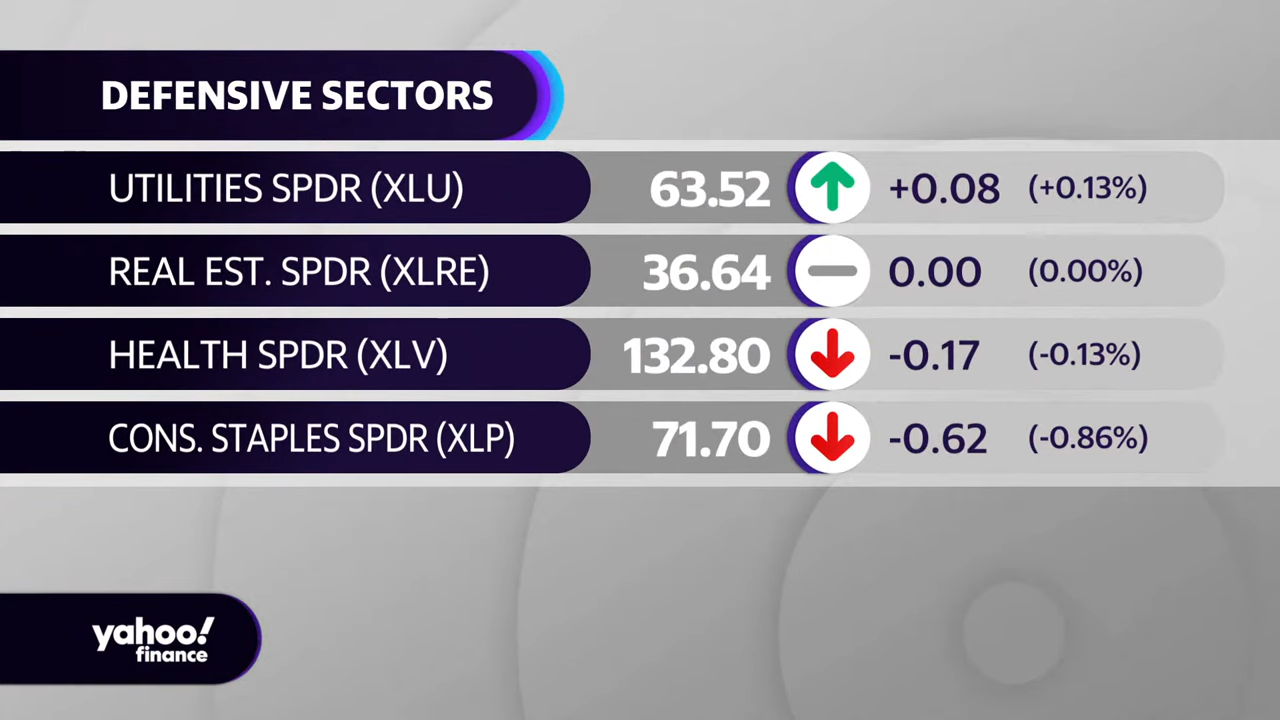 DEFENSIVE SECTORS
UTILITIES SPDR (XLU) 63.52 +0.08 (+0.13%)
REAL EST. SPDR (XLRE) 36.64 0.00 (0.00%)
HEALTH SPDR (XLV) 132.80 -0.17 (-0.13%)
CONS. STAPLES SPDR (XLP) 71.70 -0.62 (-0.86%)
yahoo!
finance